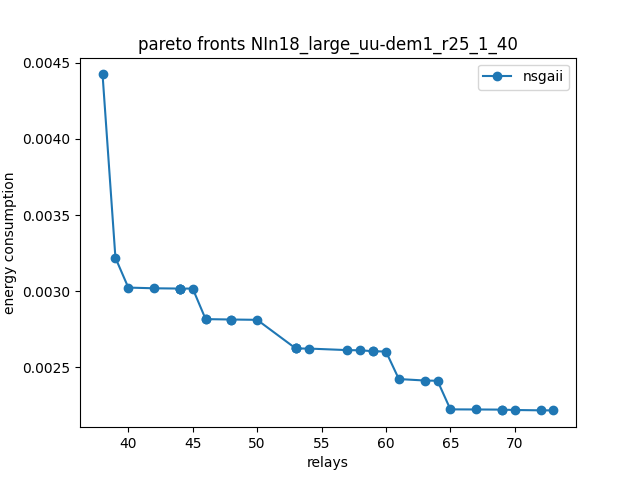 pareto fronts NIn18_large_uu-dem1_r25_1_40
nsgaii
0.0045
0.0040
0.0035
0.0030
0.0025
energy consumption
40 45 50 55 60 65 70
relays